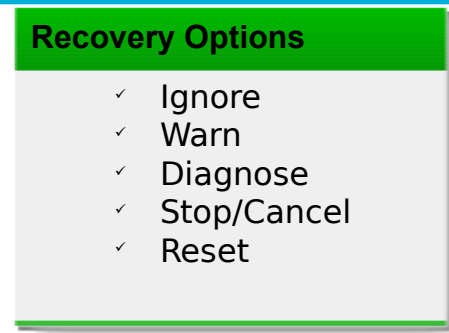 Recovery Options
✓ Ignore
✓ Warn
✓ Diagnose
✓ Stop/Cancel
✓ Reset